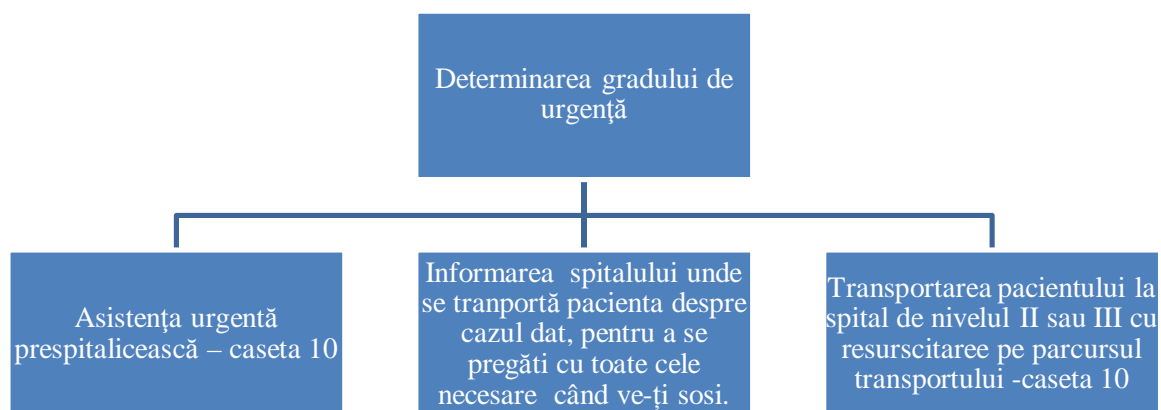 Determinarea gradului de
urgenţă
Asistenţa urgentă
prespitalicească – caseta 10
Informarea spitalului unde
se tranportă pacienta despre
cazul dat, pentru a se
pregăti cu toate cele
necesare când ve-ți sosi.
Transportarea pacientului la
spital de nivelul II sau III cu
resurscitaree pe parcursul
transportului -caseta 10